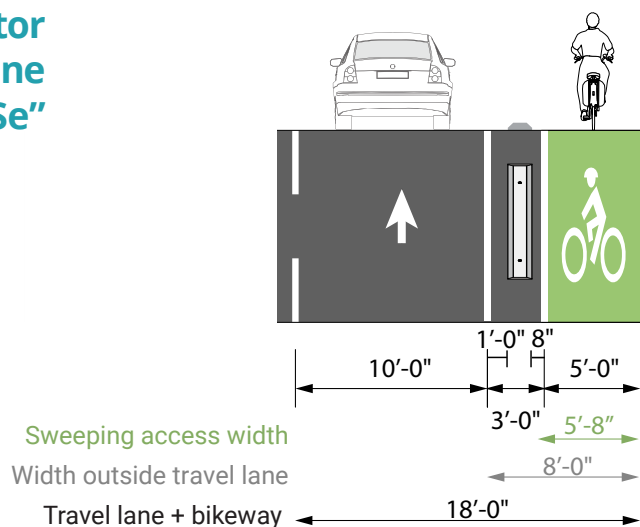 tor
ne
Se”
1’-0" 8"
10’-0" 5’-0"
3’-0"
Sweeping access width 5’-8”
Width outside travel lane 8’-0"
Travel lane + bikeway 18’-0"